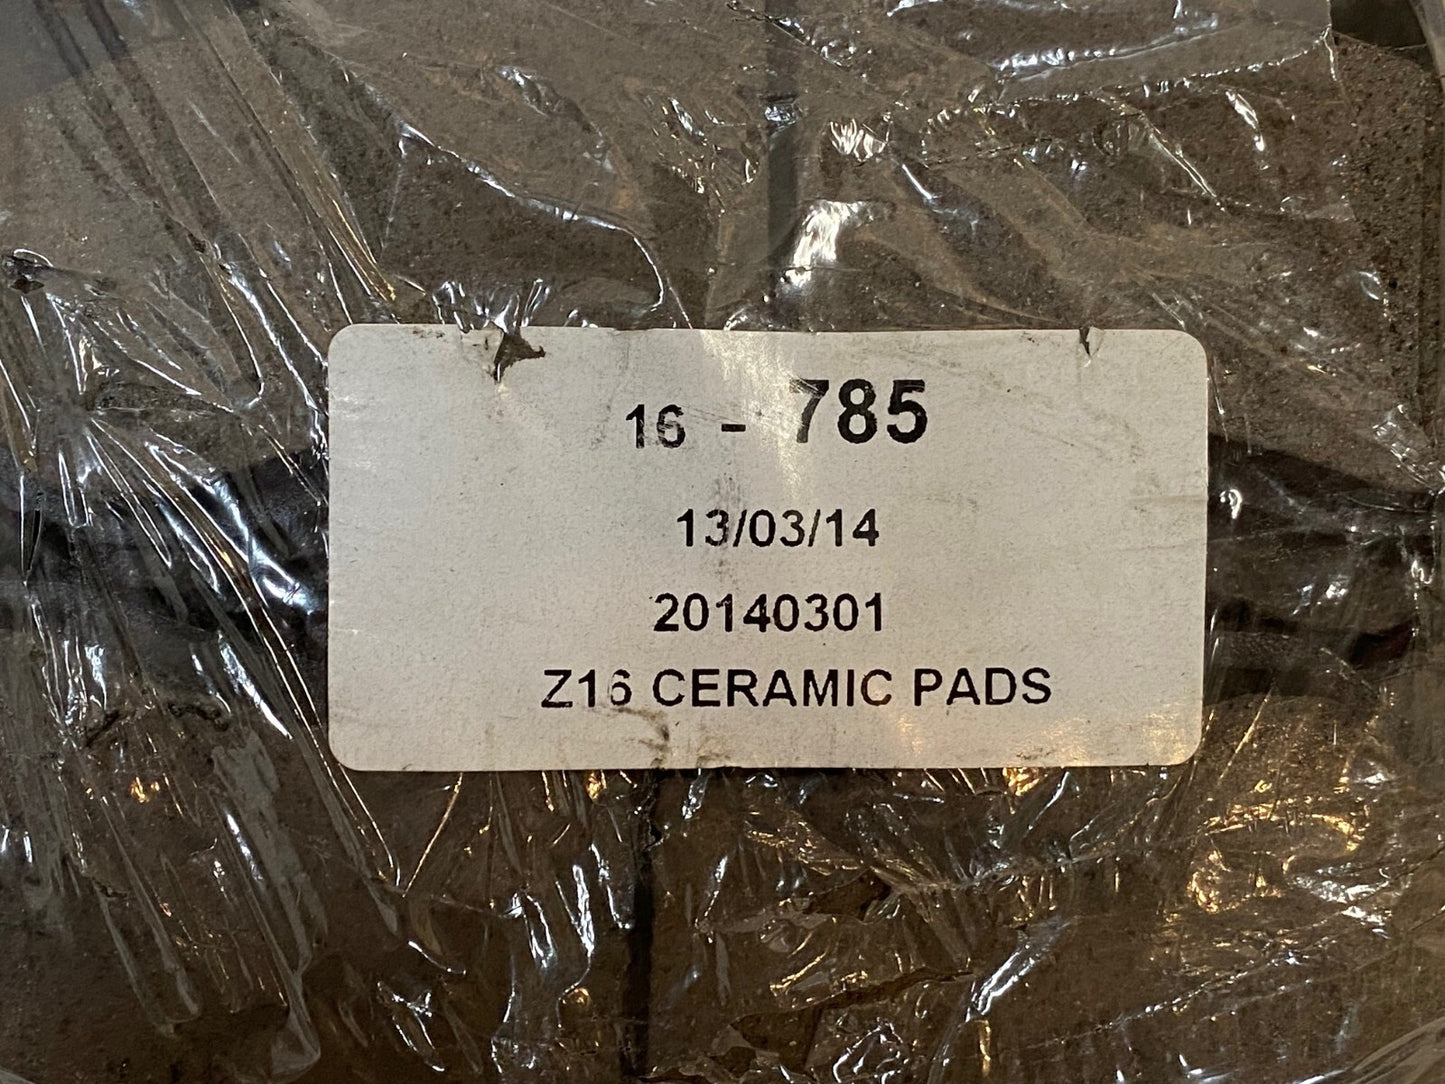 16 - 785
13/03/14
20140301
Z16 CERAMIC PADS